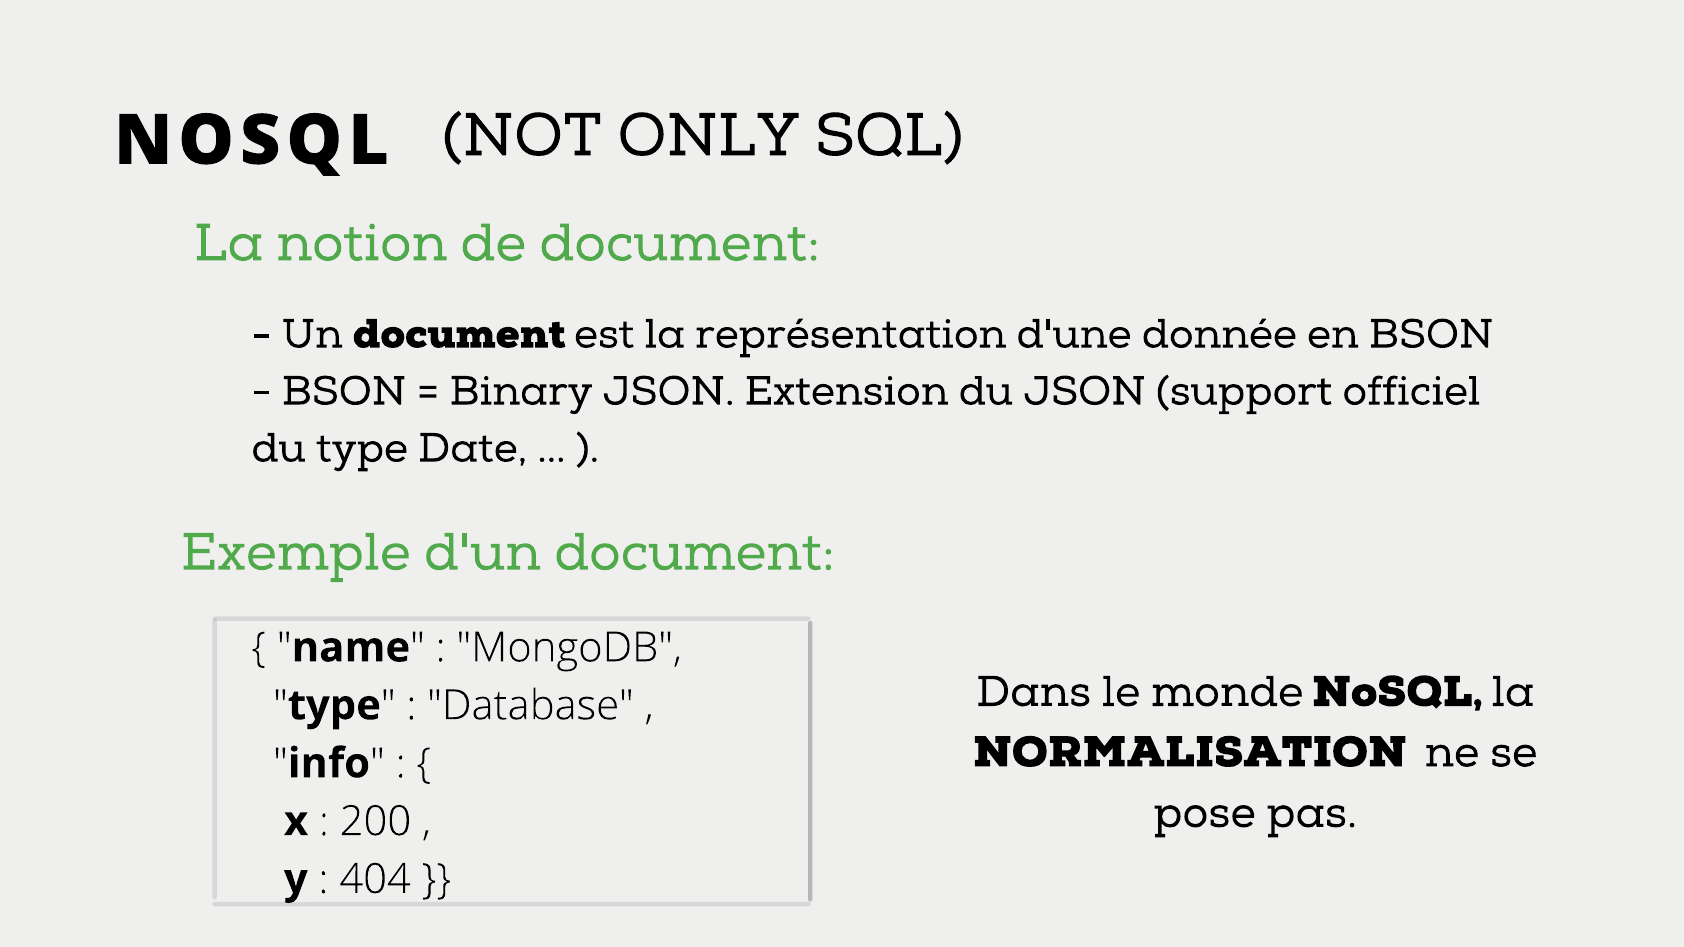 NOSQL (NOT ONLY SQL)
La notion de document:
- Un document est la représentation d'une donnée en BSON
- BSON = Binary JSON. Extension du JSON (support officiel
du type Date, ... ).
Exemple d'un document:
{ "name" : "MongoDB",
"type" : "Database" ,
"info" : {
x : 200 ,
y : 404 }}
Dans le monde NoSQL, la
NORMALISATION ne se
pose pas.